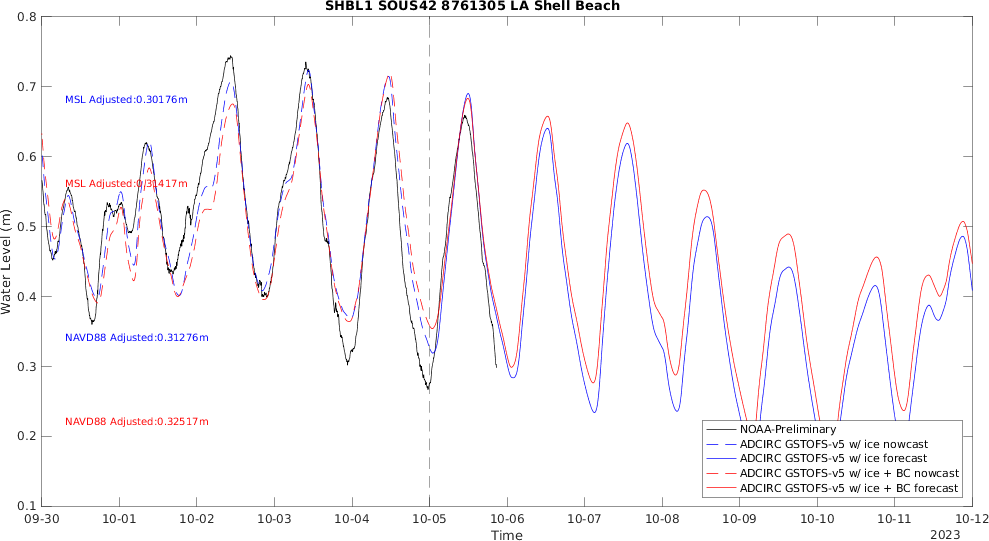 SHBL1 SOUS42 8761305 LA Shell Beach
0.8
0.7
0.6
0.5
0.4
0.3
0.2
0.1
Water Level (m)
MSL Adjusted:0.30176m
MSL Adjusted:0.31417m
NAVD88 Adjusted:0.31276m
NAVD88 Adjusted:0.32517m
NOAA-Preliminary
ADCIRC GSTOFS-v5 w/ ice nowcast
ADCIRC GSTOFS-v5 w/ ice forecast
ADCIRC GSTOFS-v5 w/ ice + BC nowcast
ADCIRC GSTOFS-v5 w/ ice + BC forecast
09-30 10-01 10-02 10-03 10-04 10-05 10-06 10-07 10-08 10-09 10-10 10-11 10-12
Time
2023